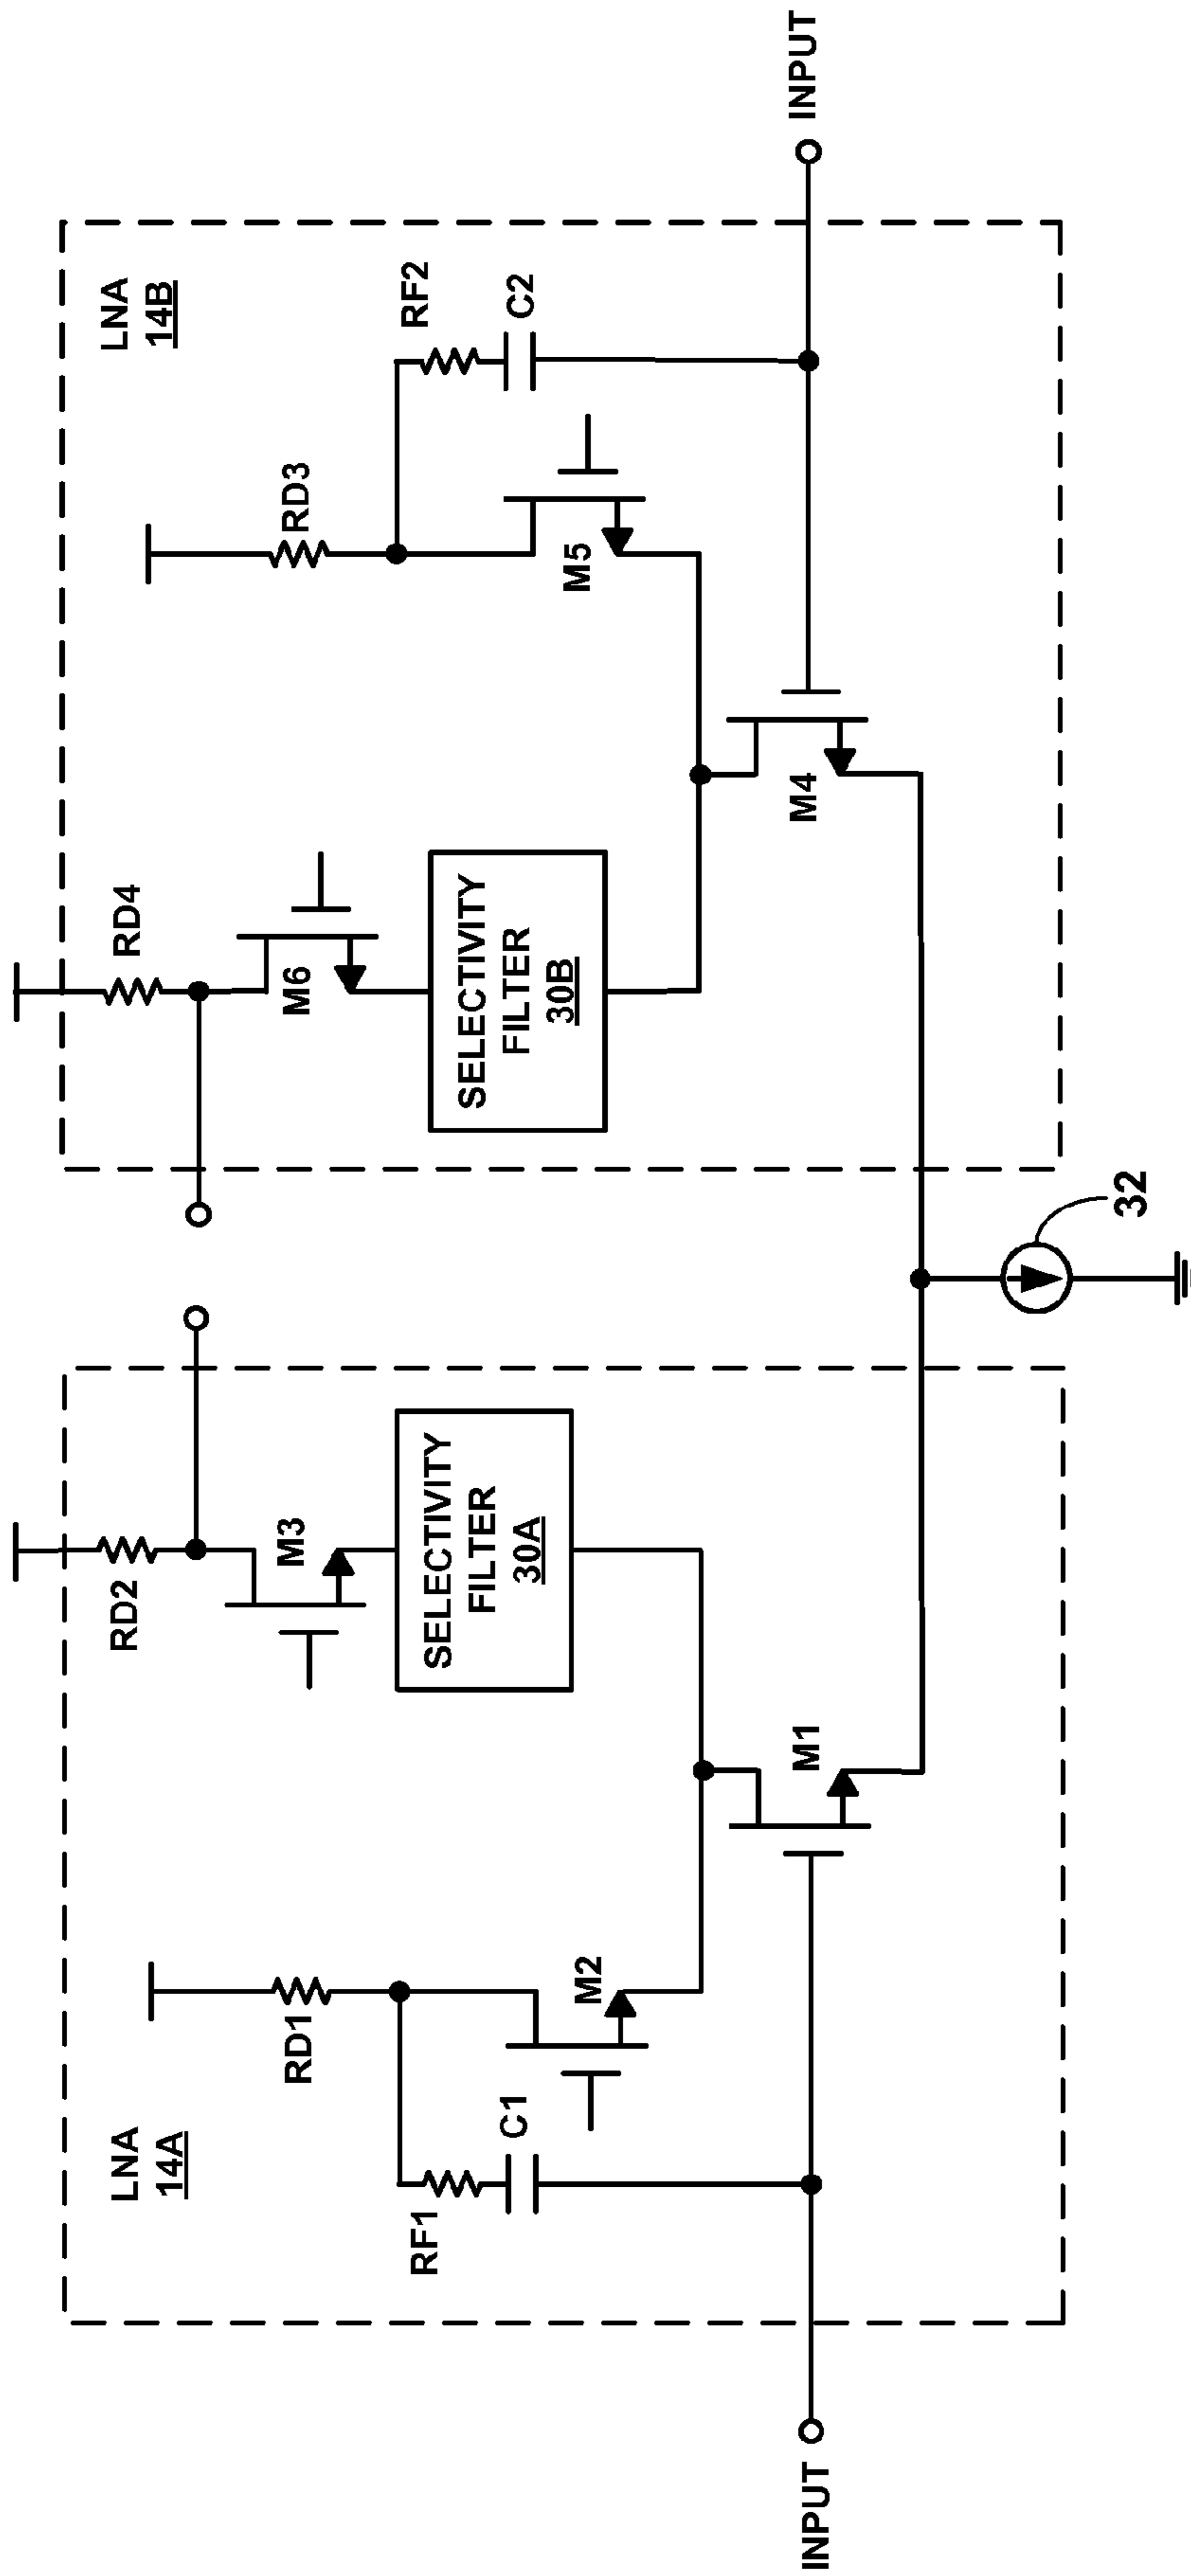 LNA
14A
RD1
RF1
C1
M2
RD2
M3
SELECTIVITY
FILTER
30A
M1
INPUT
LNA
14B
RD4
M6
SELECTIVITY
FILTER
30B
RD3
RF2
C2
M5
M4
INPUT
32